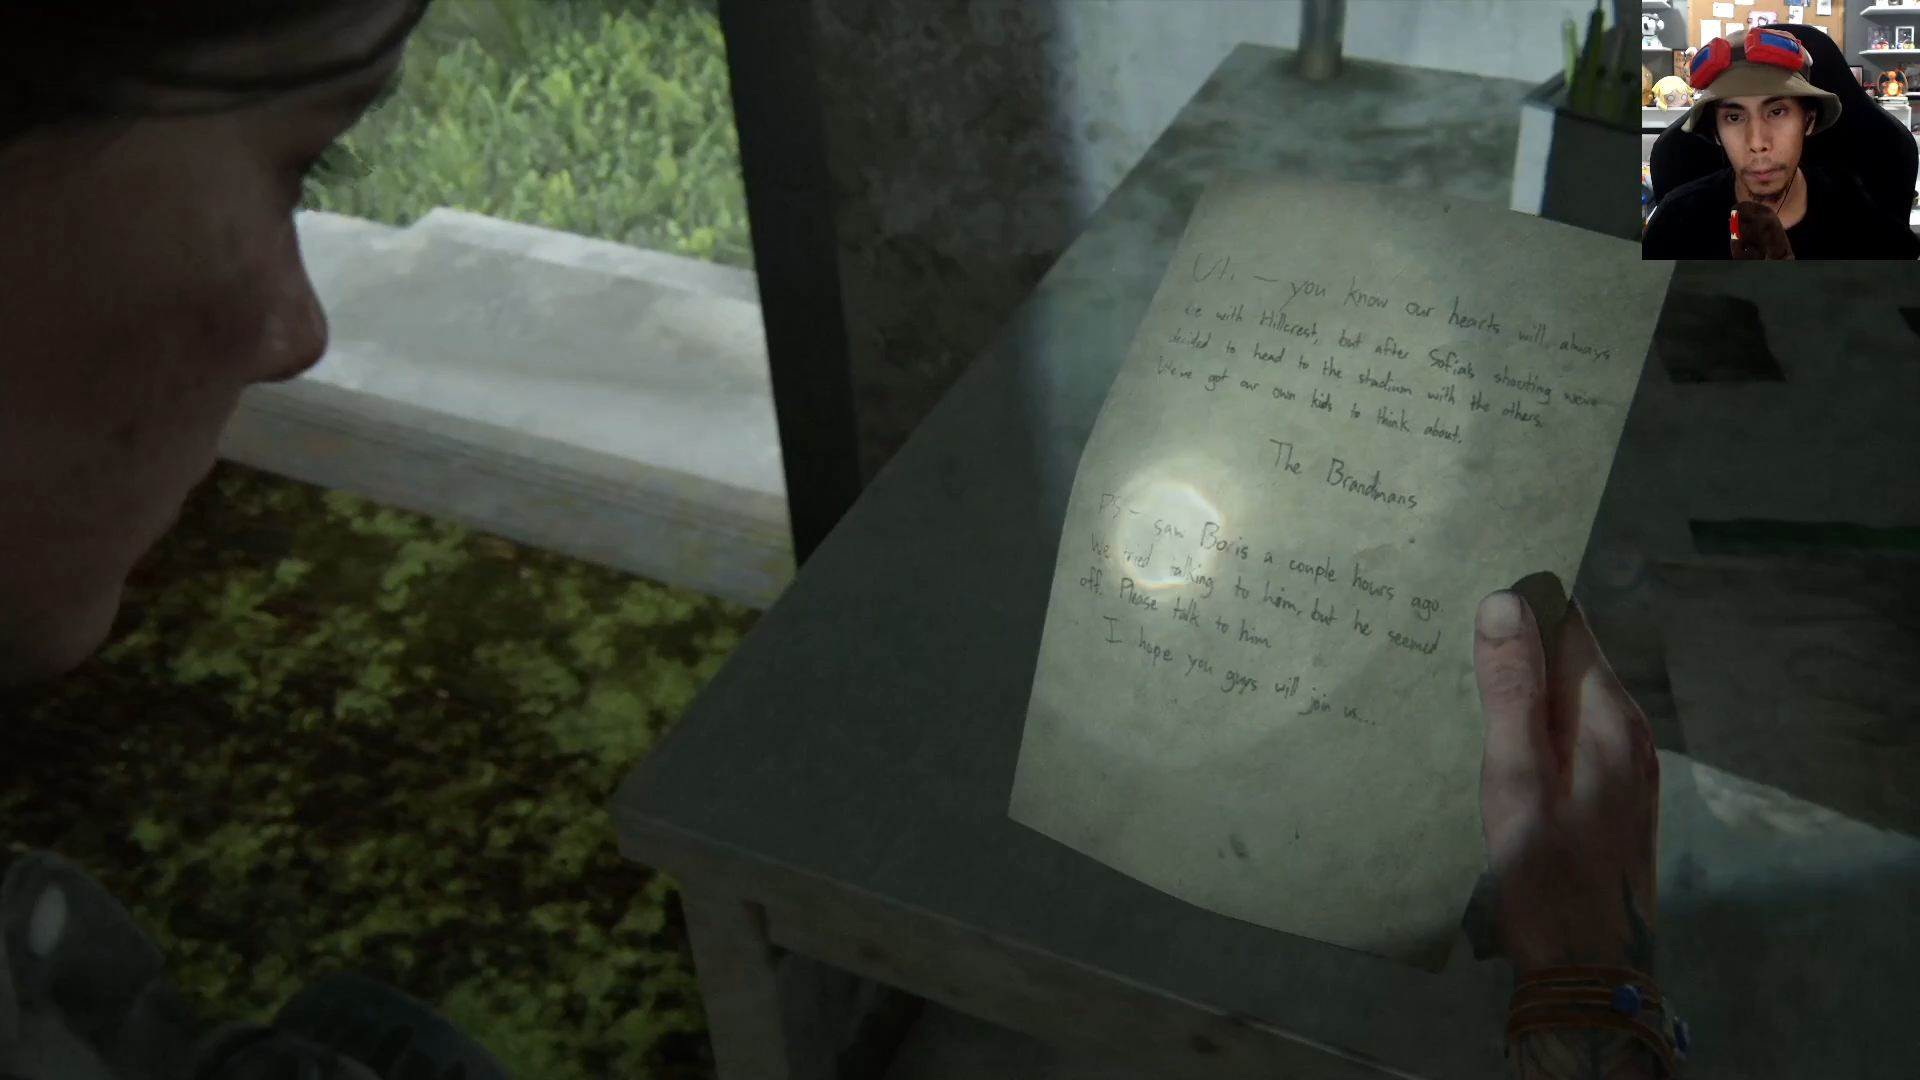 Uli – you know our hearts will always
be with Hillcrest, but after Sofia's shouting we've
decided to head to the stadium with the others.
We've got our own kids to think about.
The Brandmans
PS – saw Boris a couple hours ago.
We tried talking to him, but he seemed
off. Please talk to him
I hope you guys will join us...